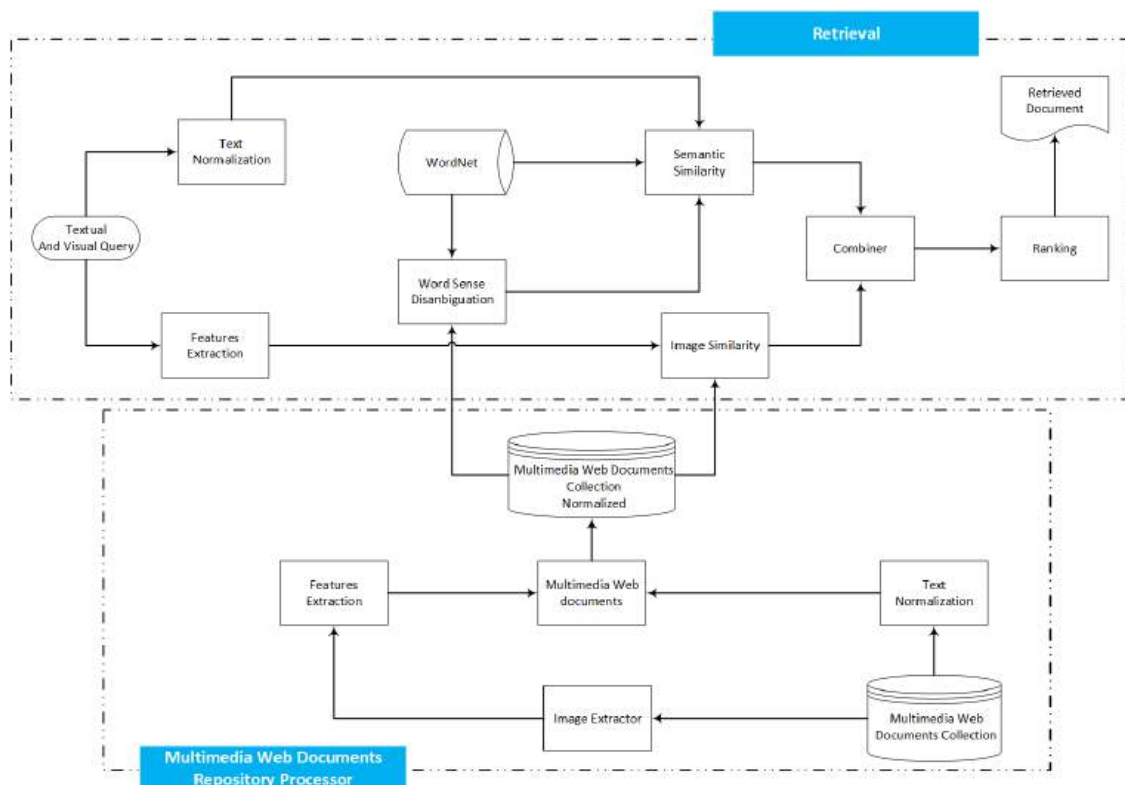 Retrieval
Retrieved
Document
Text
Normalization
WordNet
Semantic
Similarity
Textual
And Visual Query
Combiner
Ranking
Word Sense
Disanbiguation
Features
Extraction
Image Similarity
Multimedia Web Documents
Collection
Normalized
Features
Extraction
Multimedia Web
documents
Text
Normalization
Image Extractor
Multimedia Web
Documents Collection
Multimedia Web Documents
Repository Processor